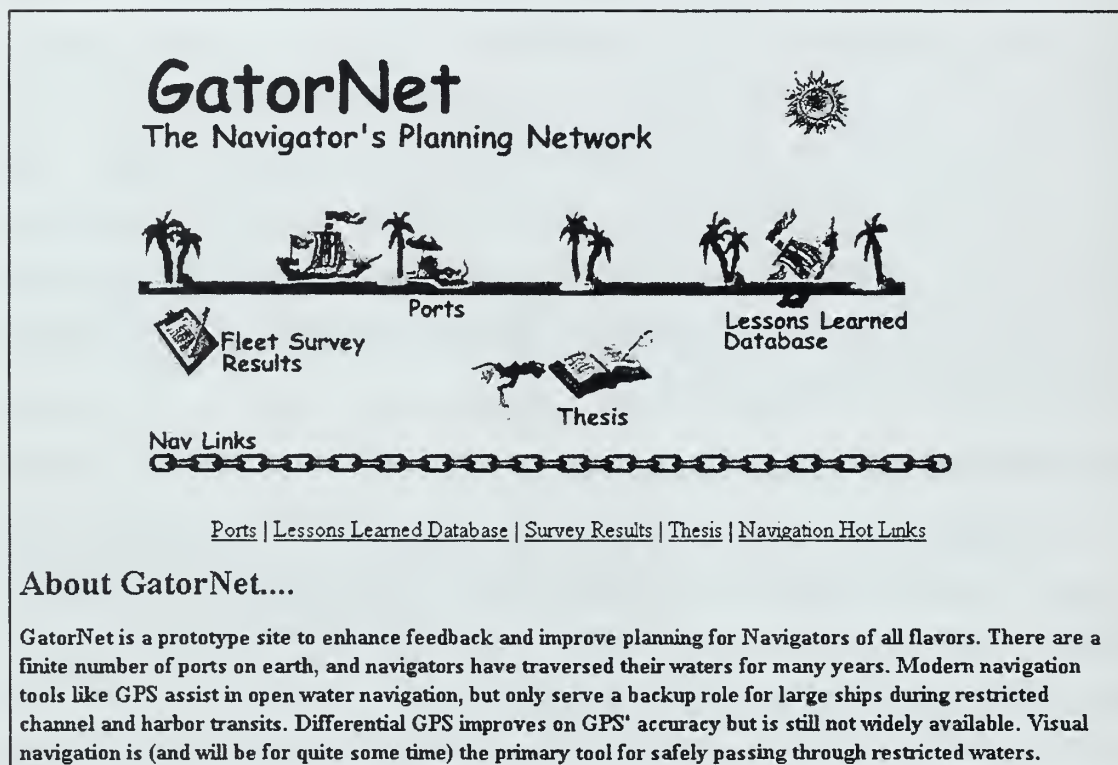 GatorNet
The Navigator's Planning Network
Ports
Lessons Learned
Database
Fleet Survey
Results
Thesis
Nav Links
Ports | Lessons Learned Database | Survey Results | Thesis | Navigation Hot Links
About GatorNet....
GatorNet is a prototype site to enhance feedback and improve planning for Navigators of all flavors. There are a
finite number of ports on earth, and navigators have traversed their waters for many years. Modern navigation
tools like GPS assist in open water navigation, but only serve a backup role for large ships during restricted
channel and harbor transits. Differential GPS improves on GPS' accuracy but is still not widely available. Visual
navigation is (and will be for quite some time) the primary tool for safely passing through restricted waters.